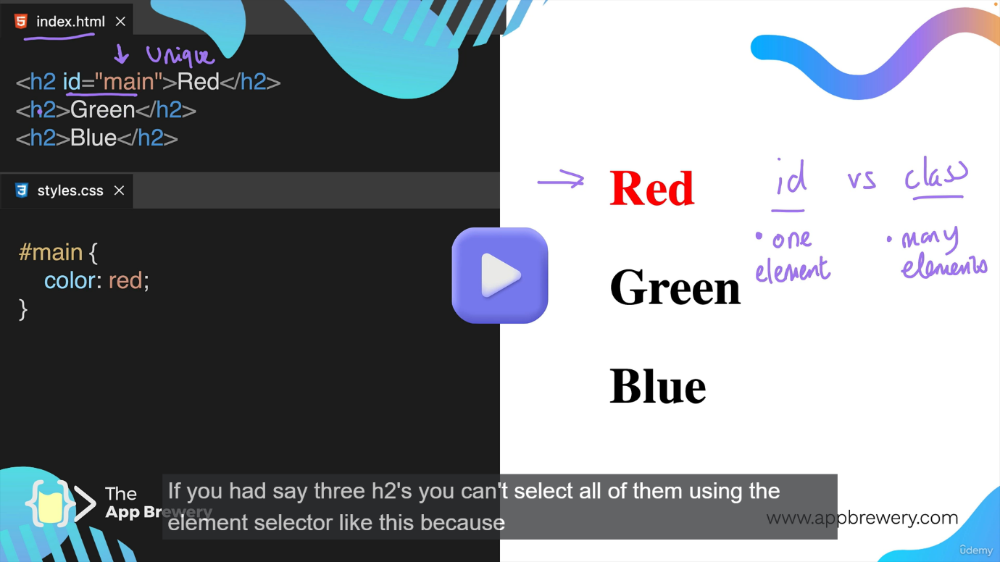 index.html ×
unique
<h2 id="main">Red</h2>
<h2>Green</h2>
<h2>Blue</h2>
styles.css ×
#main {
color: red;
}
Red
Green
Blue
id vs class
• one
element
• many
elements
The
App Brewery
If you had say three h2's you can't select all of them using the
element selector like this because
www.appbrewery.com
ûdemy